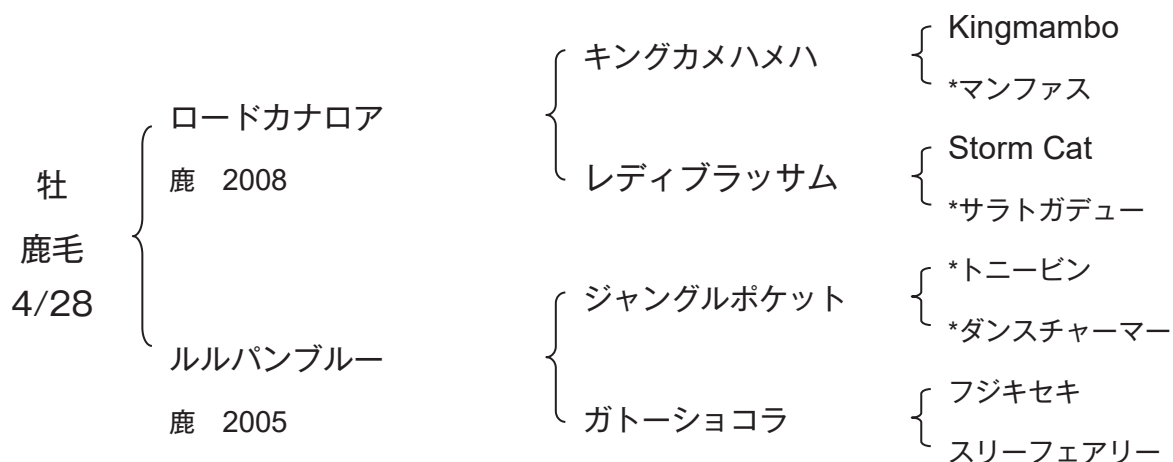 牡
鹿毛
4/28
ロードカナロア
鹿 2008
ルルパンブルー
鹿 2005
キングカメハメハ
レディブラッサム
ジャングルポケット
ガトーショコラ
Kingmambo
*マンファス
Storm Cat
*サラトガデュー
*トニービン
*ダンスチャーマー
フジキセキ
スリーフェアリー